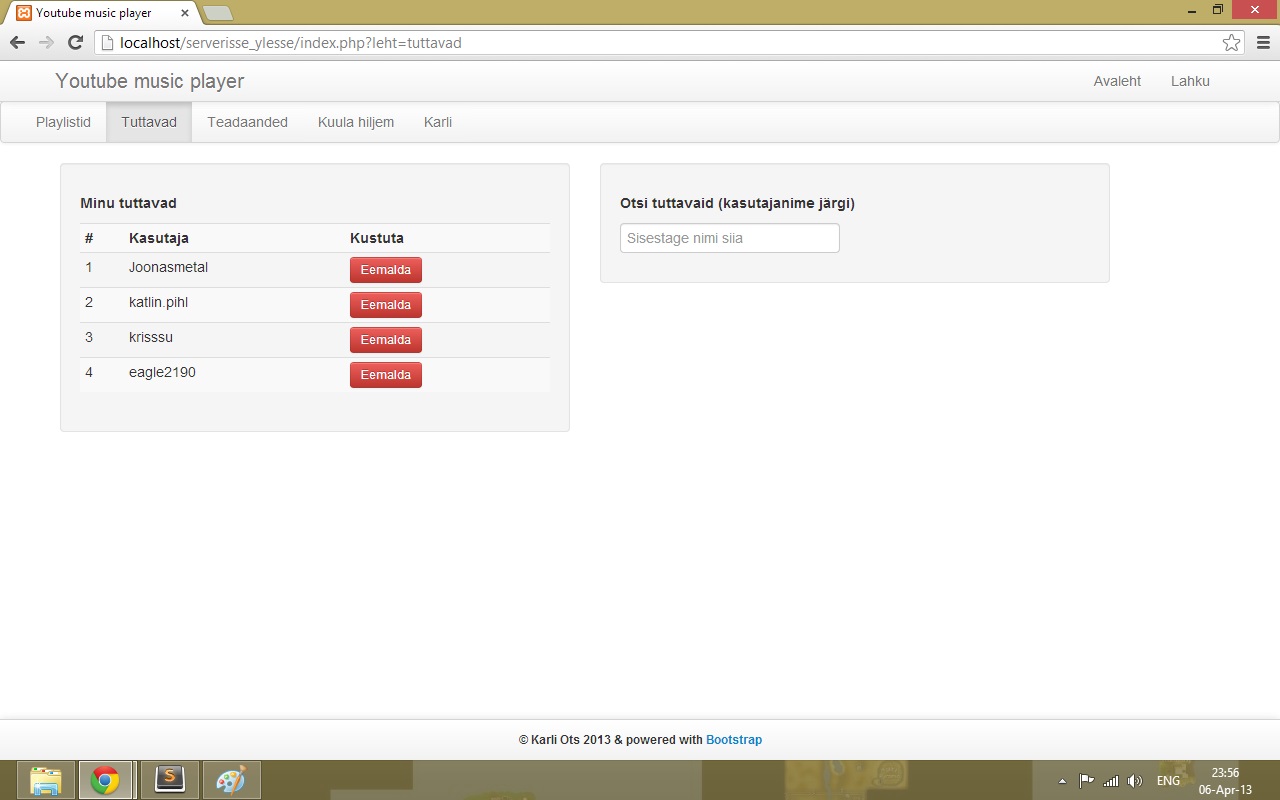 Youtube music player
localhost/serverisse_ylesse/index.php?leht=tuttavad
Youtube music player
Avaleht Lahku
Playlistid Tuttavad Teadaanded Kuula hiljem Karli
Minu tuttavad
# Kasutaja Kustuta
1 Joonasmetal Eemalda
2 katlin.pihl Eemalda
3 krisssu Eemalda
4 eagle2190 Eemalda
Otsi tuttavaid (kasutajanime järgi)
Sisestage nimi siia
© Karli Ots 2013 & powered with Bootstrap
ENG
23:56
06-Apr-13